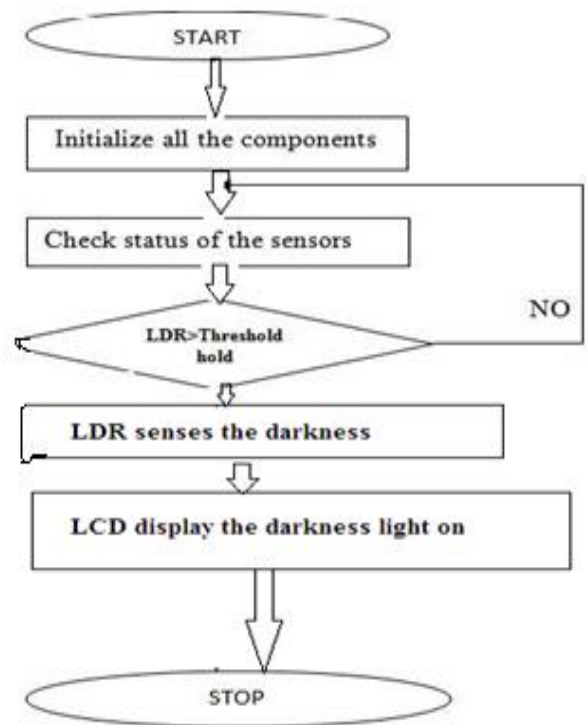 START
Initialize all the components
Check status of the sensors
NO
LDR>Threshold
hold
LDR senses the darkness
LCD display the darkness light on
STOP